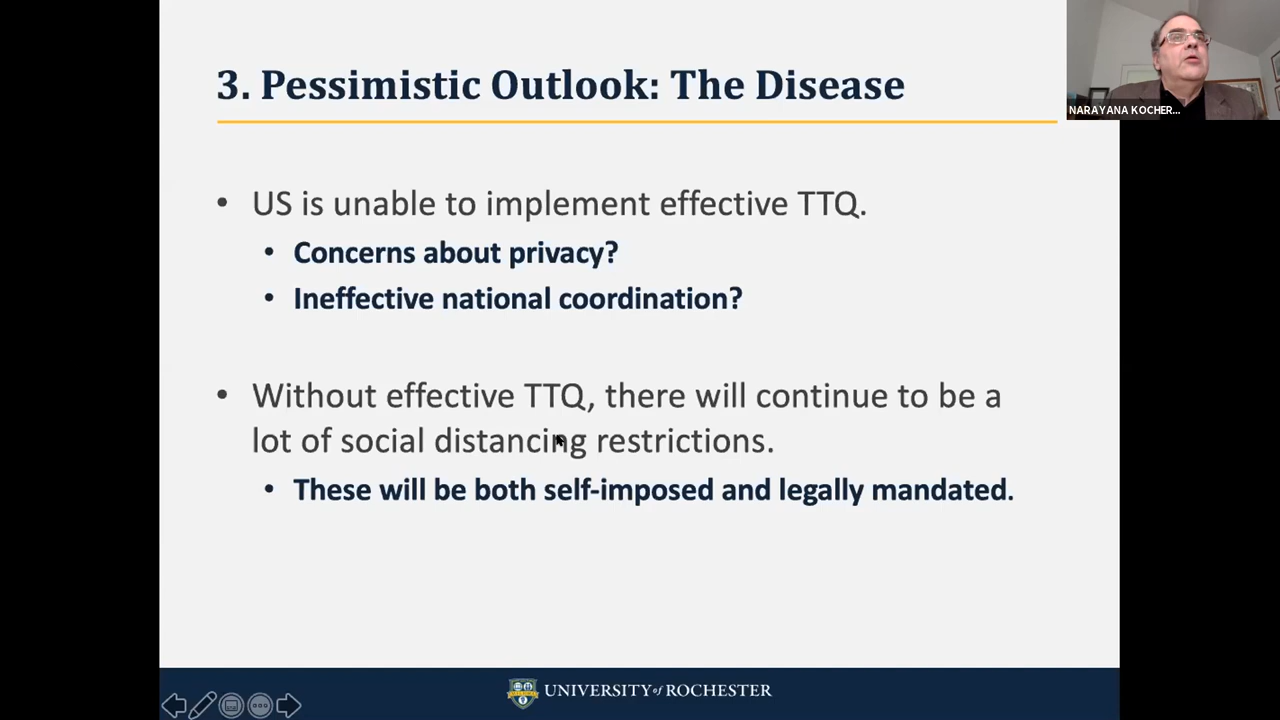 3. Pessimistic Outlook: The Disease
NARAYANA KOCHER...
• US is unable to implement effective TTQ.
• Concerns about privacy?
• Ineffective national coordination?
• Without effective TTQ, there will continue to be a
lot of social distancing restrictions.
• These will be both self-imposed and legally mandated.
UNIVERSITY of ROCHESTER